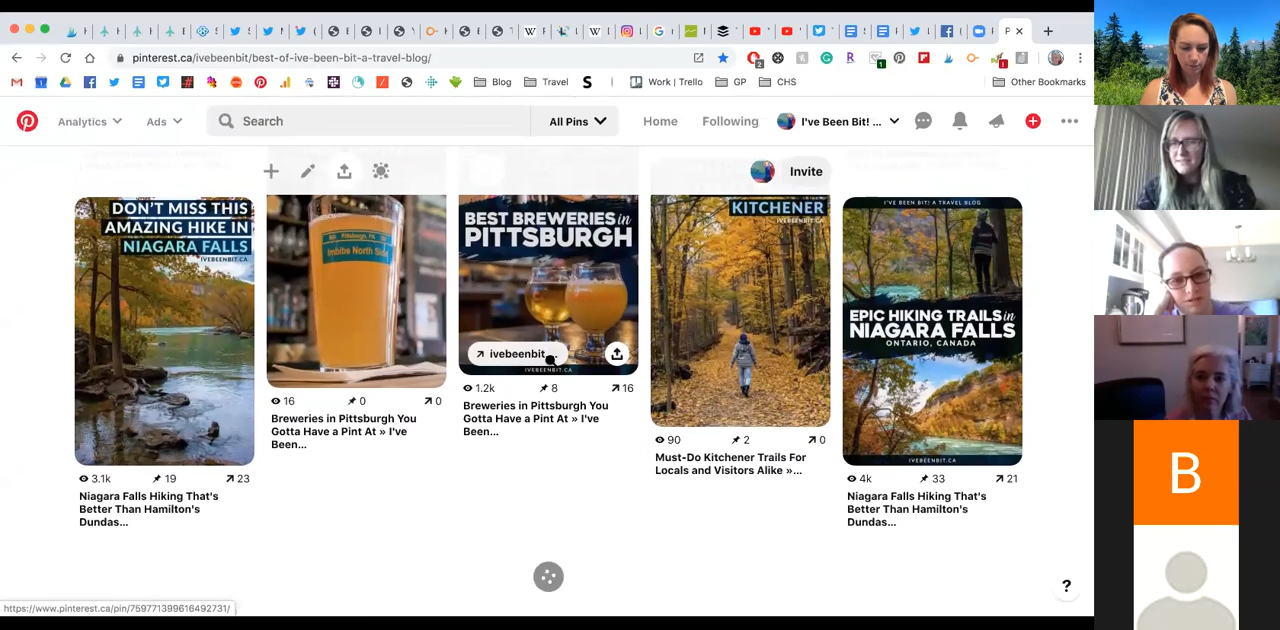 pinterest.ca/ivebeenbit/best-of-ive-been-bit-a-travel-blog/
Blog
Travel
Work | Trello
GP
CHS
Other Bookmarks
Analytics
Ads
Search
All Pins
Home
Following
I've Been Bit! ...
Invite
DON'T MISS THIS
AMAZING HIKE IN
NIAGARA FALLS
IVEBEENBIT.CA
3.1k 19 23
Niagara Falls Hiking That's
Better Than Hamilton's
Dundas...
Pittsburgh, PA
Imbibe North Side
16 0 0
Breweries in Pittsburgh You
Gotta Have a Pint At » I've
Been...
BEST BREWERIES in
PITTSBURGH
ivebeenbit...
IVEBEENBIT.CA
1.2k 8 16
Breweries in Pittsburgh You
Gotta Have a Pint At » I've
Been...
KITCHENER
IVEBEENBIT.CA
90 2 0
Must-Do Kitchener Trails For
Locals and Visitors Alike »...
I'VE BEEN BIT! A TRAVEL BLOG
EPIC HIKING TRAILS in
NIAGARA FALLS
ONTARIO, CANADA
IVEBEENBIT.CA
4k 33 21
Niagara Falls Hiking That's
Better Than Hamilton's
Dundas...
?
https://www.pinterest.ca/pin/759771399616492731/
B